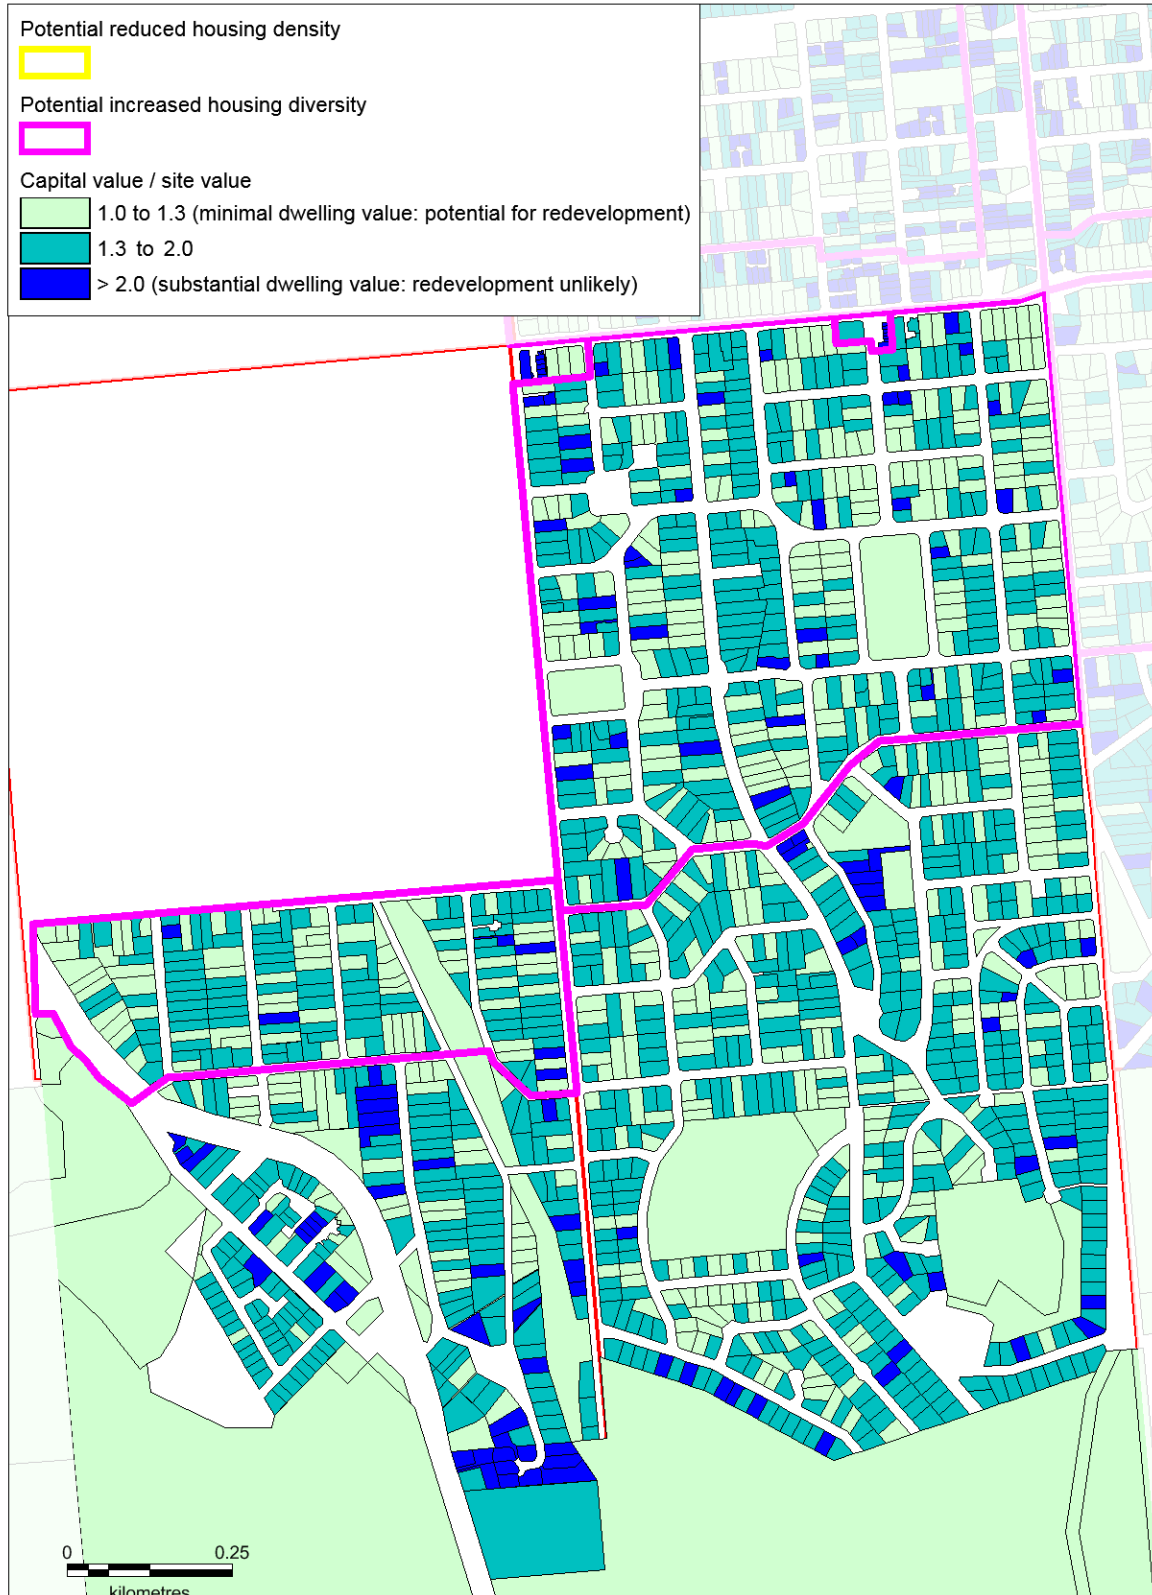 Potential reduced housing density
Potential increased housing diversity
Capital value / site value
1.0 to 1.3 (minimal dwelling value: potential for redevelopment)
1.3 to 2.0
> 2.0 (substantial dwelling value: redevelopment unlikely)
0 0.25
kilometres